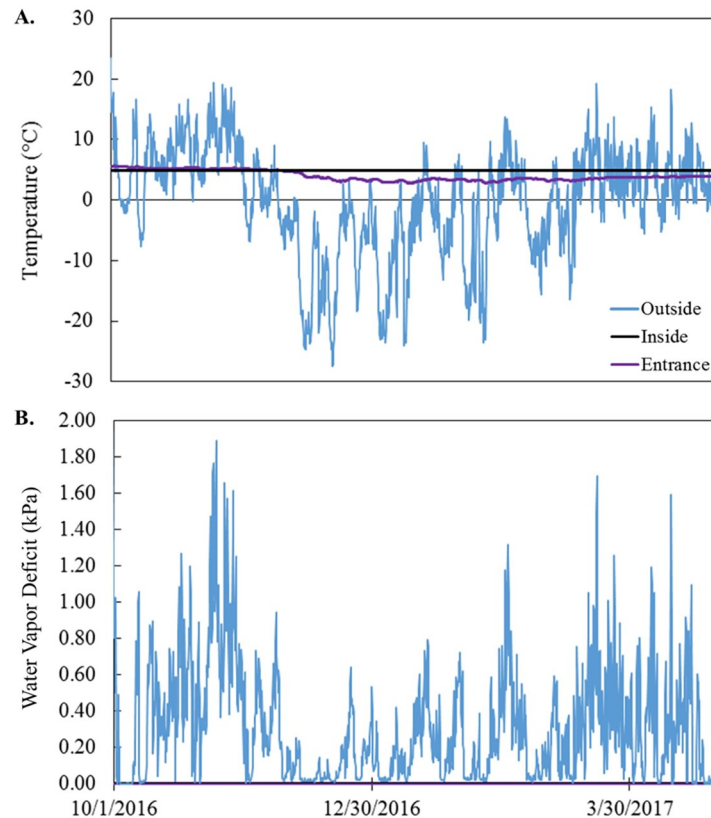 A.
30
20
10
0
-10
-20
-30
Temperature (°C)
Outside
Inside
Entrance
B.
2.00
1.80
1.60
1.40
1.20
1.00
0.80
0.60
0.40
0.20
0.00
Water Vapor Deficit (kPa)
10/1/2016 12/30/2016 3/30/2017